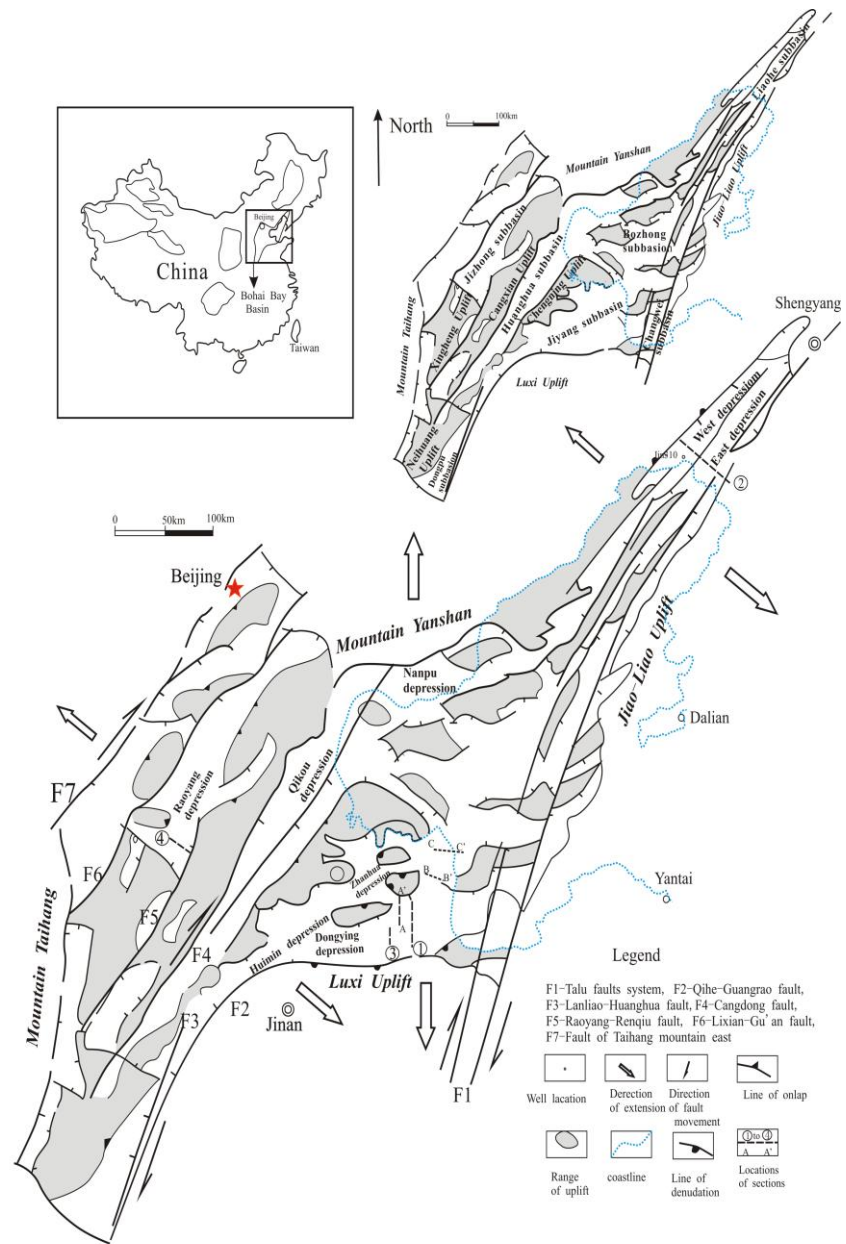 North
100km
China
Beijing
Bohai Bay
Basin
Taiwan
Mountain Yanshan
Liaohe subbasin
Jiao Liao Uplift
Bozhong
subbasion
Jizhong subbasin
Cangxian Uplift
Huanghua subbasin
Chengning Uplift
Xingheng Uplift
Jiyang subbasin
Changwei
subbasin
Mountain Taihang
Luxi Uplift
Neihuang
Uplift
Dongpu
subbasion
Shengyang
West depressiom
East depression
Jin310
②
0 50km 100km
Beijing
Mountain Yanshan
Nanpu
depression
Jiao-Liao Uplift
Dalian
Qikou
depression
F7
Raoyang
depression
④
C C'
B B'
Zhanhua
depression
A'
A
F6
F5
Yantai
F4
Huimin depression
Dongying
depression
③
①
Mountain Taihang
Luxi Uplift
F3
F2
Jinan
F1
Legend
F1-Talu faults system, F2-Qihe-Guangrao fault,
F3-Lanliao-Huanghua fault, F4-Cangdong fault,
F5-Raoyang-Renqiu fault, F6-Lixian-Gu'an fault,
F7-Fault of Taihang mountain east
Well lacation
Derection
of extension
Direction
of fault
movement
Line of onlap
Range
of uplift
coastline
Line of
denudation
① to ④
A A'
Locations
of sections